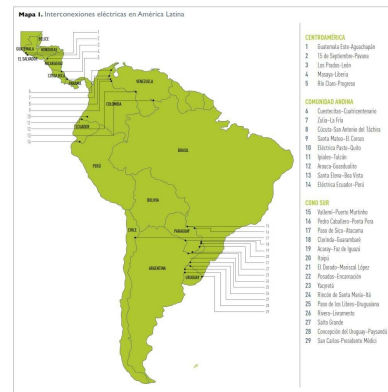 Mapa 1. Interconexiones eléctricas en América Latina
BELICE
GUATEMALA
HONDURAS
EL SALVADOR
NICARAGUA
COSTA RICA
PANAMÁ
VENEZUELA
COLOMBIA
ECUADOR
PERÚ
BRASIL
BOLIVIA
CHILE
PARAGUAY
ARGENTINA
URUGUAY
CENTROAMÉRICA
1 Guatemala Este-Aguachapán
2 15 de Septiembre-Pavana
3 Los Prados-León
4 Masaya-Liberia
5 Río Claro-Progreso
COMUNIDAD ANDINA
6 Cuestecitas-Cuatricentenario
7 Zulia-La Fría
8 Cúcuta-San Antonio del Táchira
9 Santa Mateo-El Corozo
10 Eléctrica Pasto-Quito
11 Ipiales-Tulcán
12 Arauca-Guasdualito
13 Santa Elena-Boa Vista
14 Eléctrica Ecuador-Perú
CONO SUR
15 Vallemi-Puerto Murtinho
16 Pedro Caballero-Ponta Pora
17 Paso de Sico-Atacama
18 Clorinda-Guarambaré
19 Acaray-Foz de Iguazú
20 Itaipú
21 El Dorado-Mariscal López
22 Posadas-Encarnación
23 Yacyretá
24 Rincón de Santa María-Itá
25 Paso de los Libres-Uruguaiana
26 Rivera-Livramento
27 Salto Grande
28 Concepción del Uruguay-Paysandú
29 San Carlos-Presidente Médici